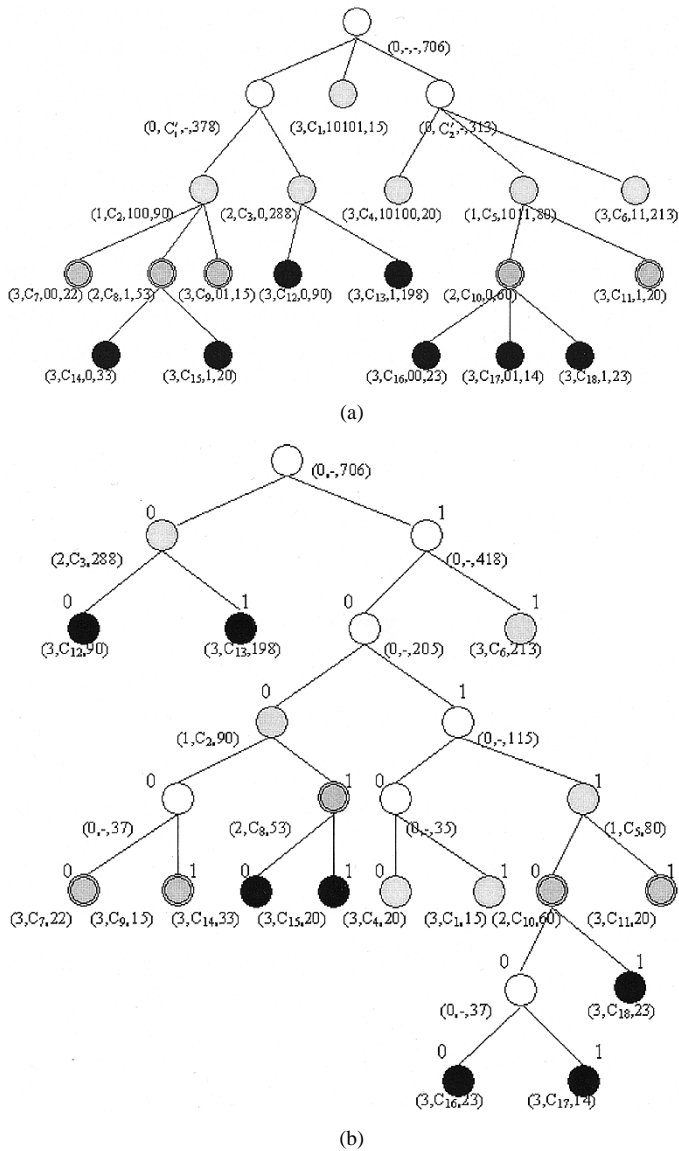 (0,-,-,706)
(0, C₁′,-,378)
(3,C₁,10101,15)
(0, C₂′,-,313)
(1,C₂,100,90)
(2,C₃,0,288)
(3,C₄,10100,20)
(1,C₅,1011,80)
(3,C₆,11,213)
(3,C₇,00,22)
(2,C₈,1,53)
(3,C₉,01,15)
(3,C₁₂,0,90)
(3,C₁₃,1,198)
(2,C₁₀,0,60)
(3,C₁₁,1,20)
(3,C₁₄,0,33)
(3,C₁₅,1,20)
(3,C₁₆,00,23)
(3,C₁₇,01,14)
(3,C₁₈,1,23)
(a)
(0,-,706)
0
1
(2,C₃,288)
(0,-,418)
0
1
0
1
(3,C₁₂,90)
(3,C₁₃,198)
(0,-,205)
(3,C₆,213)
0
1
(1,C₂,90)
(0,-,115)
0
1
0
1
(0,-,37)
(2,C₈,53)
(0,-,35)
(1,C₅,80)
0
1
0
1
0
1
0
1
(3,C₇,22)
(3,C₉,15)
(3,C₁₄,33)
(3,C₁₅,20)
(3,C₄,20)
(3,C₁,15)
(2,C₁₀,60)
(3,C₁₁,20)
0
1
(0,-,37)
(3,C₁₈,23)
0
1
(3,C₁₆,23)
(3,C₁₇,14)
(b)